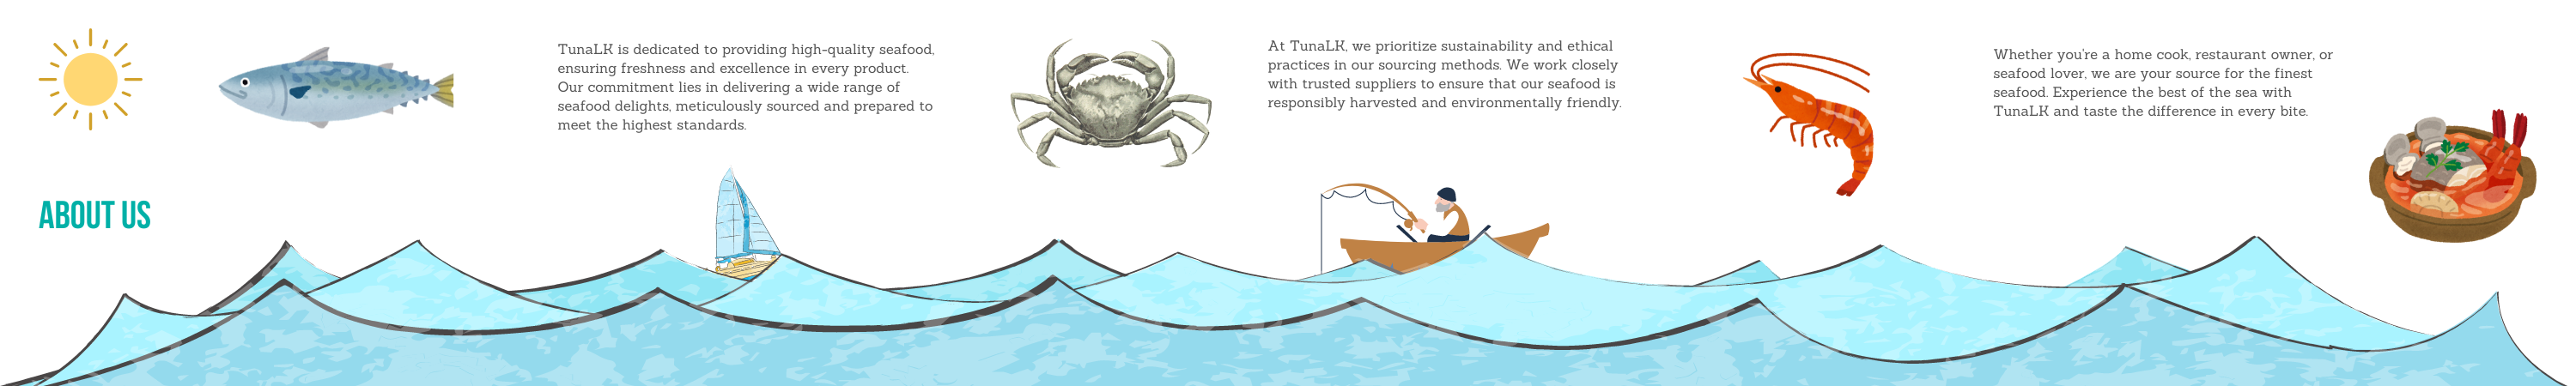 ABOUT US
TunaLK is dedicated to providing high-quality seafood,
ensuring freshness and excellence in every product.
Our commitment lies in delivering a wide range of
seafood delights, meticulously sourced and prepared to
meet the highest standards.
At TunaLK, we prioritize sustainability and ethical
practices in our sourcing methods. We work closely
with trusted suppliers to ensure that our seafood is
responsibly harvested and environmentally friendly.
Whether you're a home cook, restaurant owner, or
seafood lover, we are your source for the finest
seafood. Experience the best of the sea with
TunaLK and taste the difference in every bite.